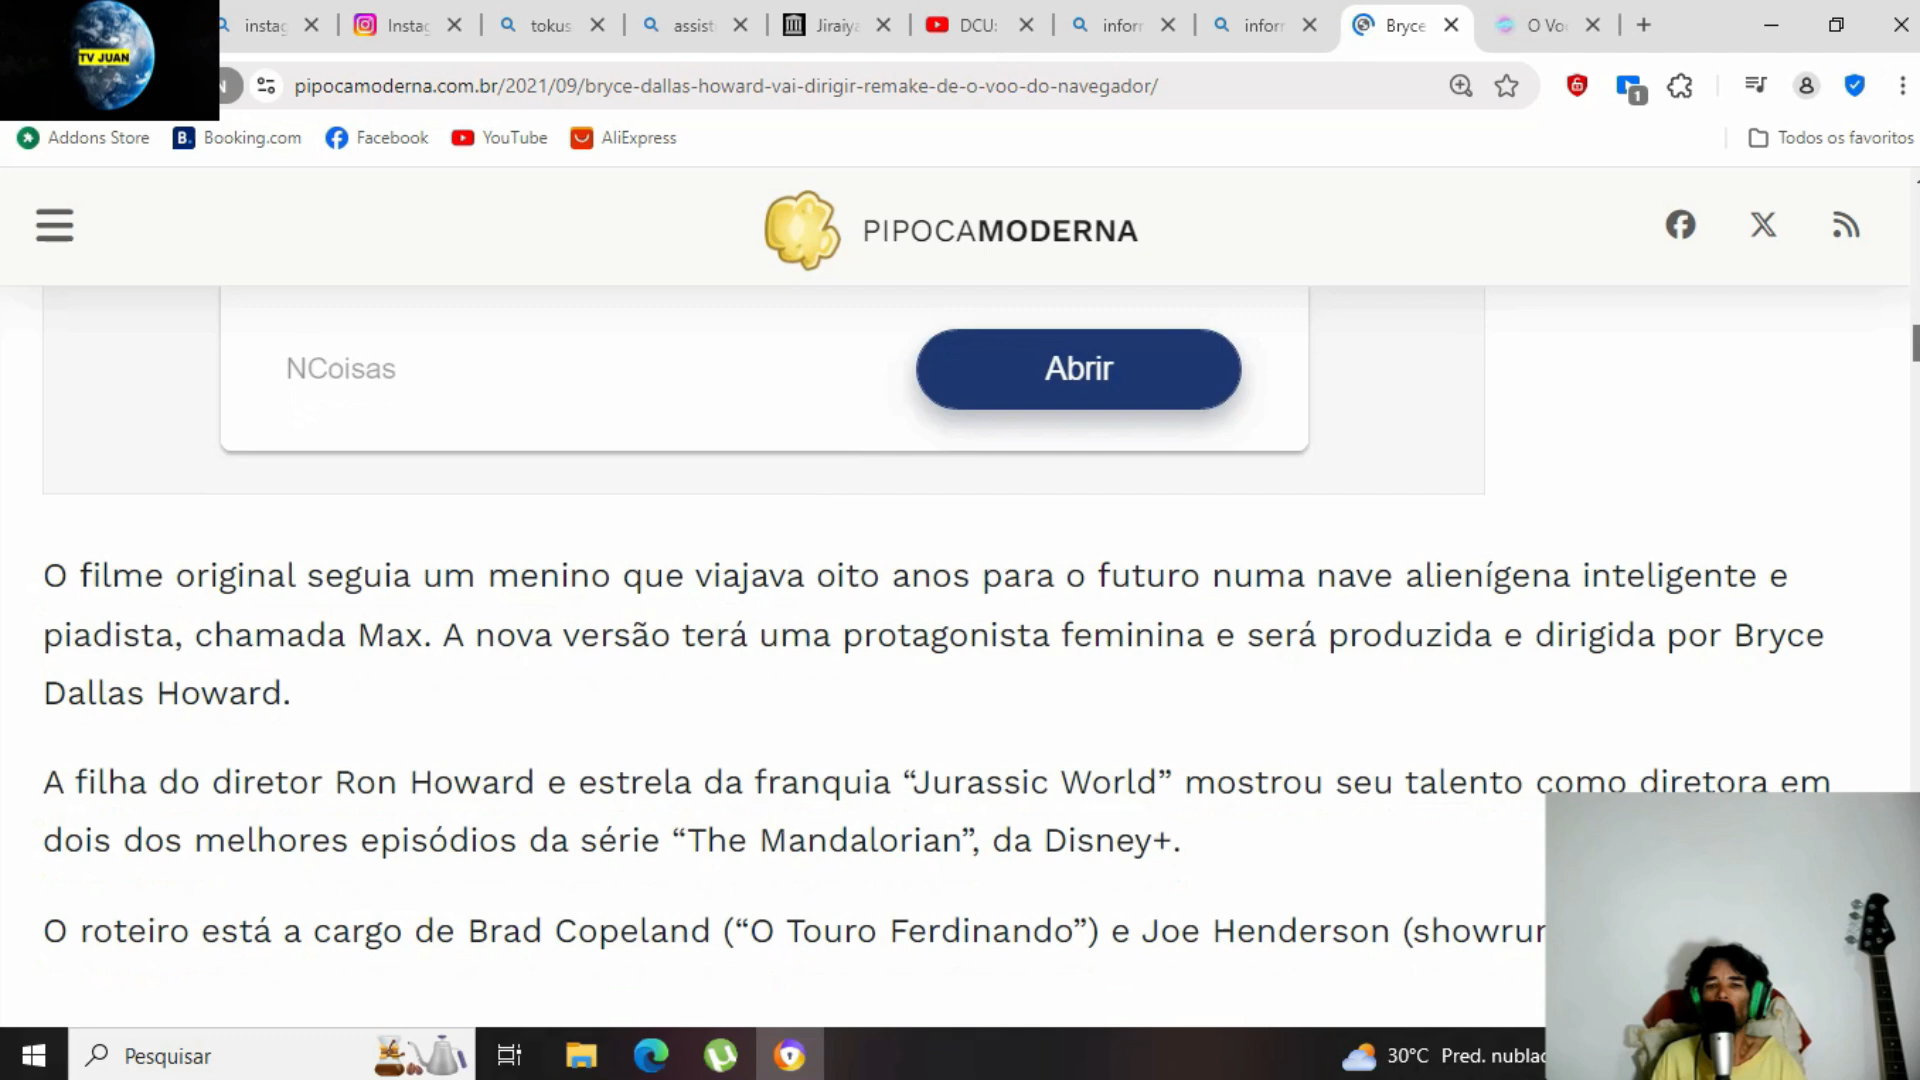 TV JUAN
instag
Instag
tokus
assist
Jiraiya
DCU:
inforr
inforr
Bryce
O Vo
pipocamoderna.com.br/2021/09/bryce-dallas-howard-vai-dirigir-remake-de-o-voo-do-navegador/
1
Addons Store
B. Booking.com
Facebook
YouTube
AliExpress
Todos os favoritos
PIPOCAMODERNA
NCoisas
Abrir
O filme original seguia um menino que viajava oito anos para o futuro numa nave alienígena inteligente e
piadista, chamada Max. A nova versão terá uma protagonista feminina e será produzida e dirigida por Bryce
Dallas Howard.
A filha do diretor Ron Howard e estrela da franquia “Jurassic World” mostrou seu talento como diretora em
dois dos melhores episódios da série “The Mandalorian”, da Disney+.
O roteiro está a cargo de Brad Copeland (“O Touro Ferdinando”) e Joe Henderson (showrur
Pesquisar
30°C Pred. nublad